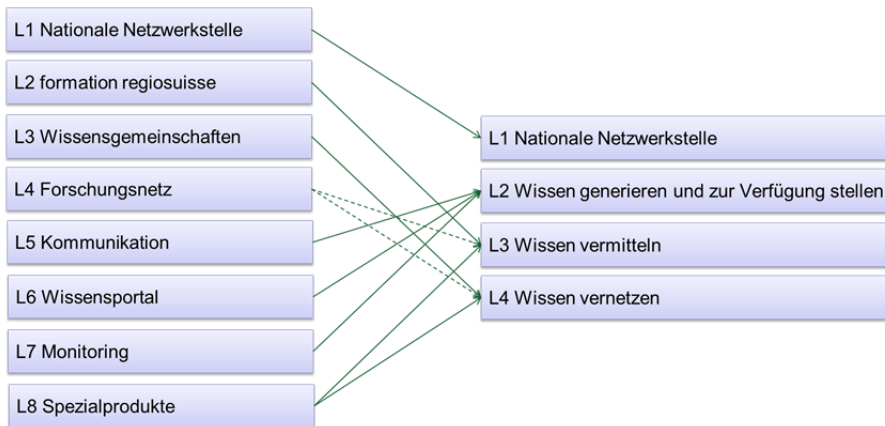 L1 Nationale Netzwerkstelle
L2 formation regiosuisse
L3 Wissensgemeinschaften
L4 Forschungsnetz
L5 Kommunikation
L6 Wissensportal
L7 Monitoring
L8 Spezialprodukte
L1 Nationale Netzwerkstelle
L2 Wissen generieren und zur Verfügung stellen
L3 Wissen vermitteln
L4 Wissen vernetzen